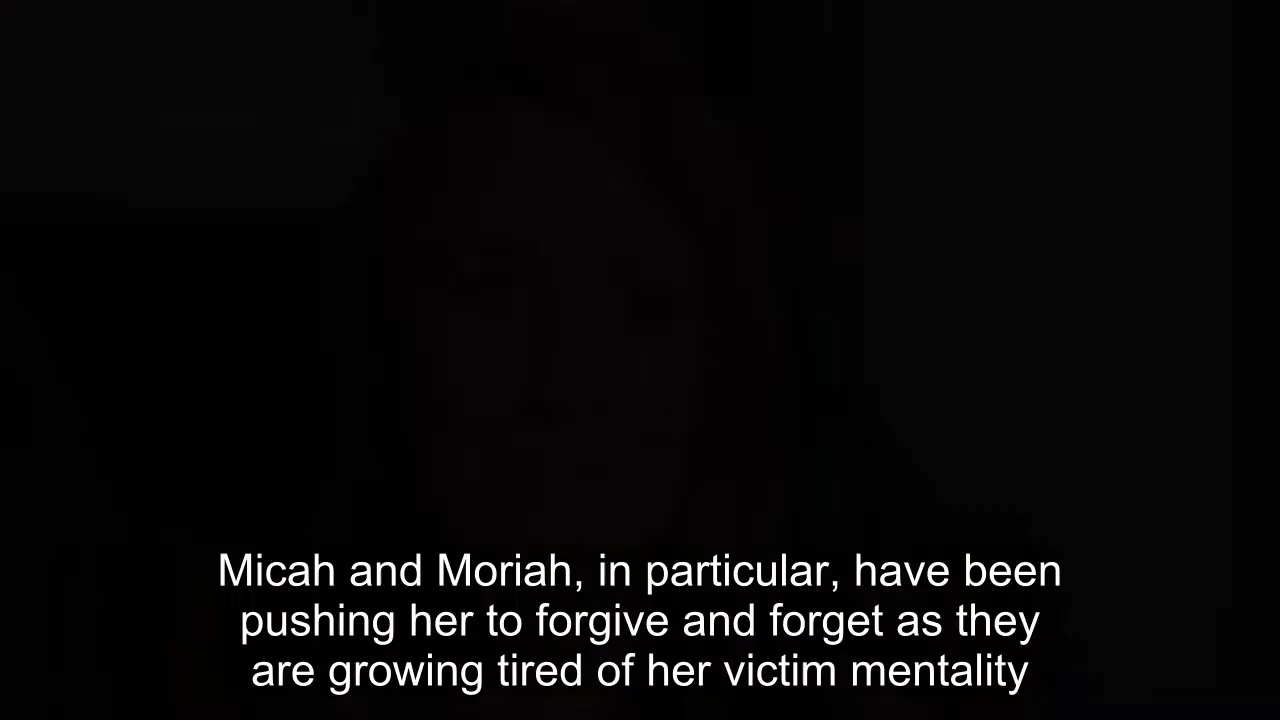 Micah and Moriah, in particular, have been
pushing her to forgive and forget as they
are growing tired of her victim mentality